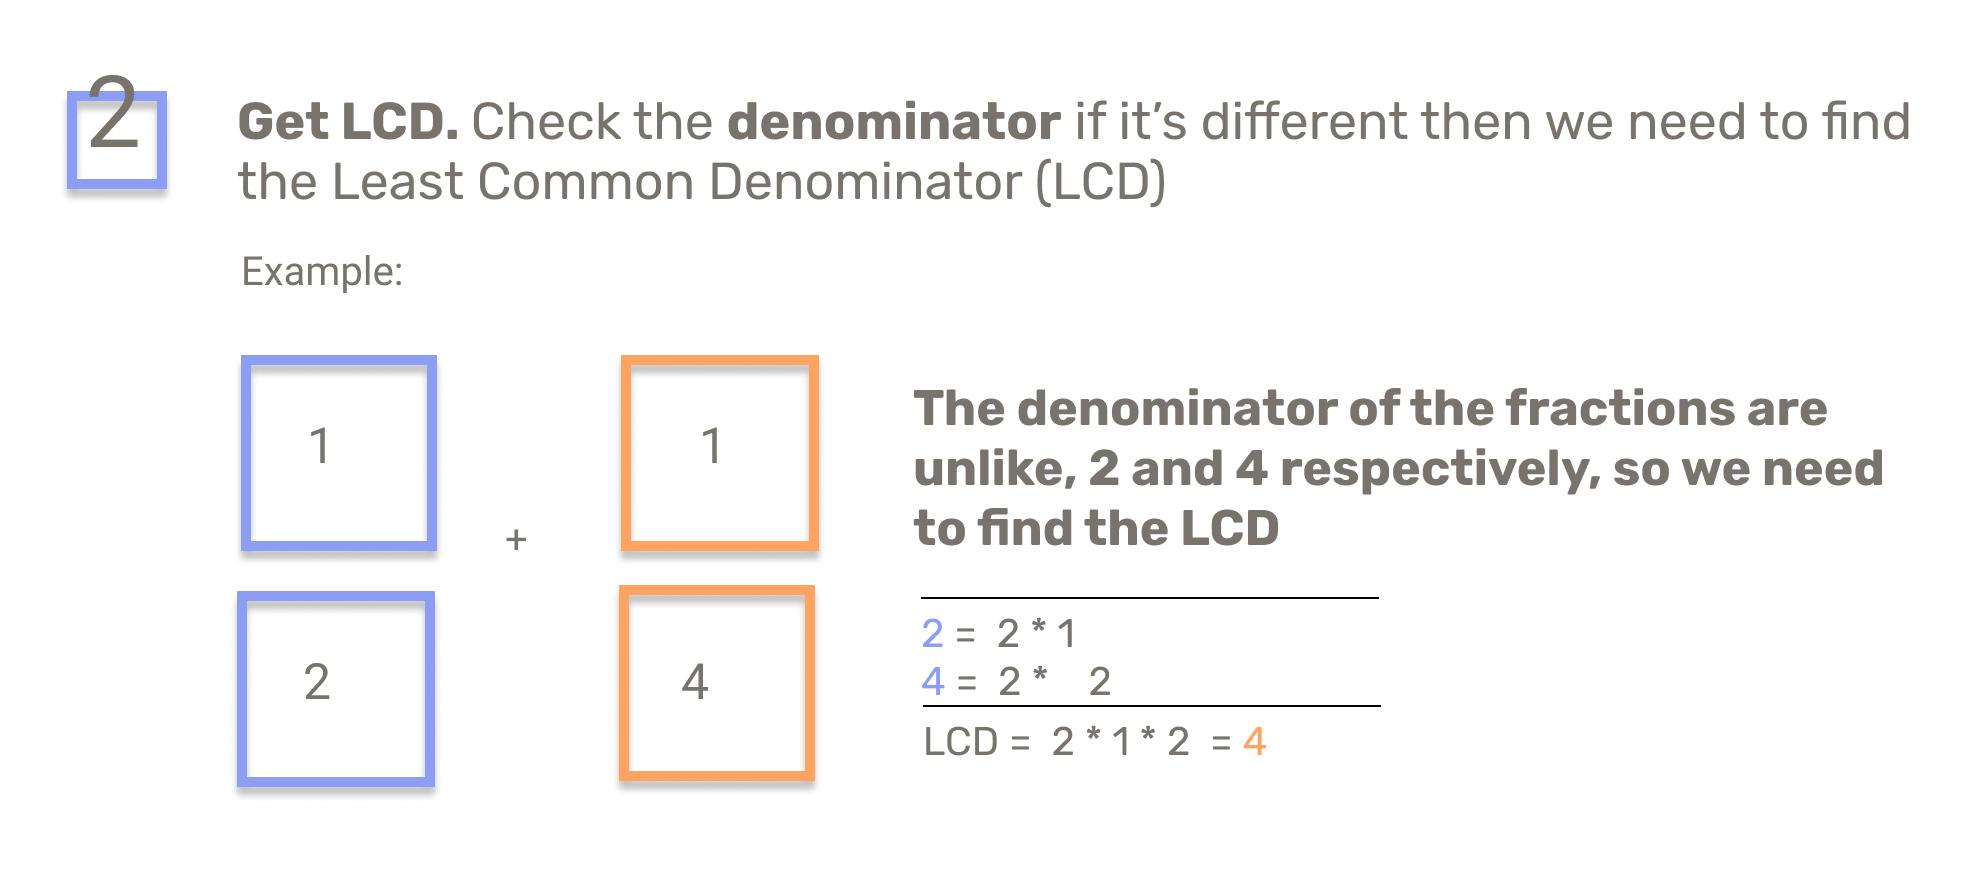 2
Get LCD. Check the denominator if it’s different then we need to find
the Least Common Denominator (LCD)
Example:
1 + 1
2 4
The denominator of the fractions are
unlike, 2 and 4 respectively, so we need
to find the LCD
2 = 2 * 1
4 = 2 * 2
LCD = 2 * 1 * 2 = 4